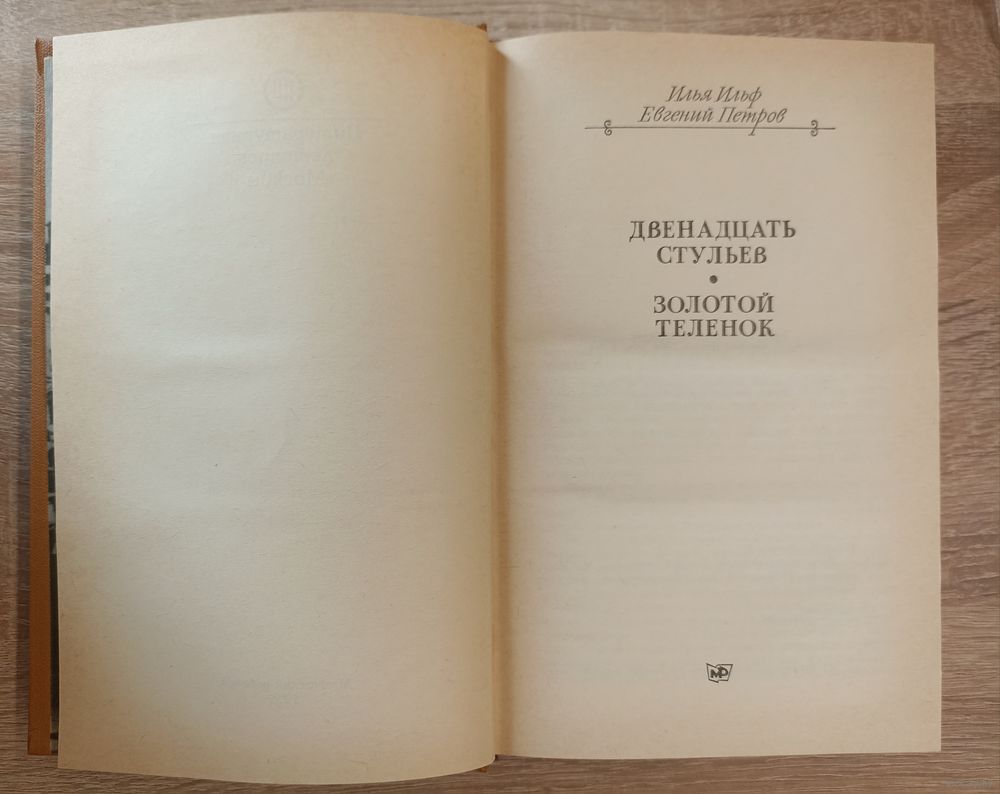 Илья Ильф
Евгений Петров
ДВЕНАДЦАТЬ
СТУЛЬЕВ
•
ЗОЛОТОЙ
ТЕЛЕНОК